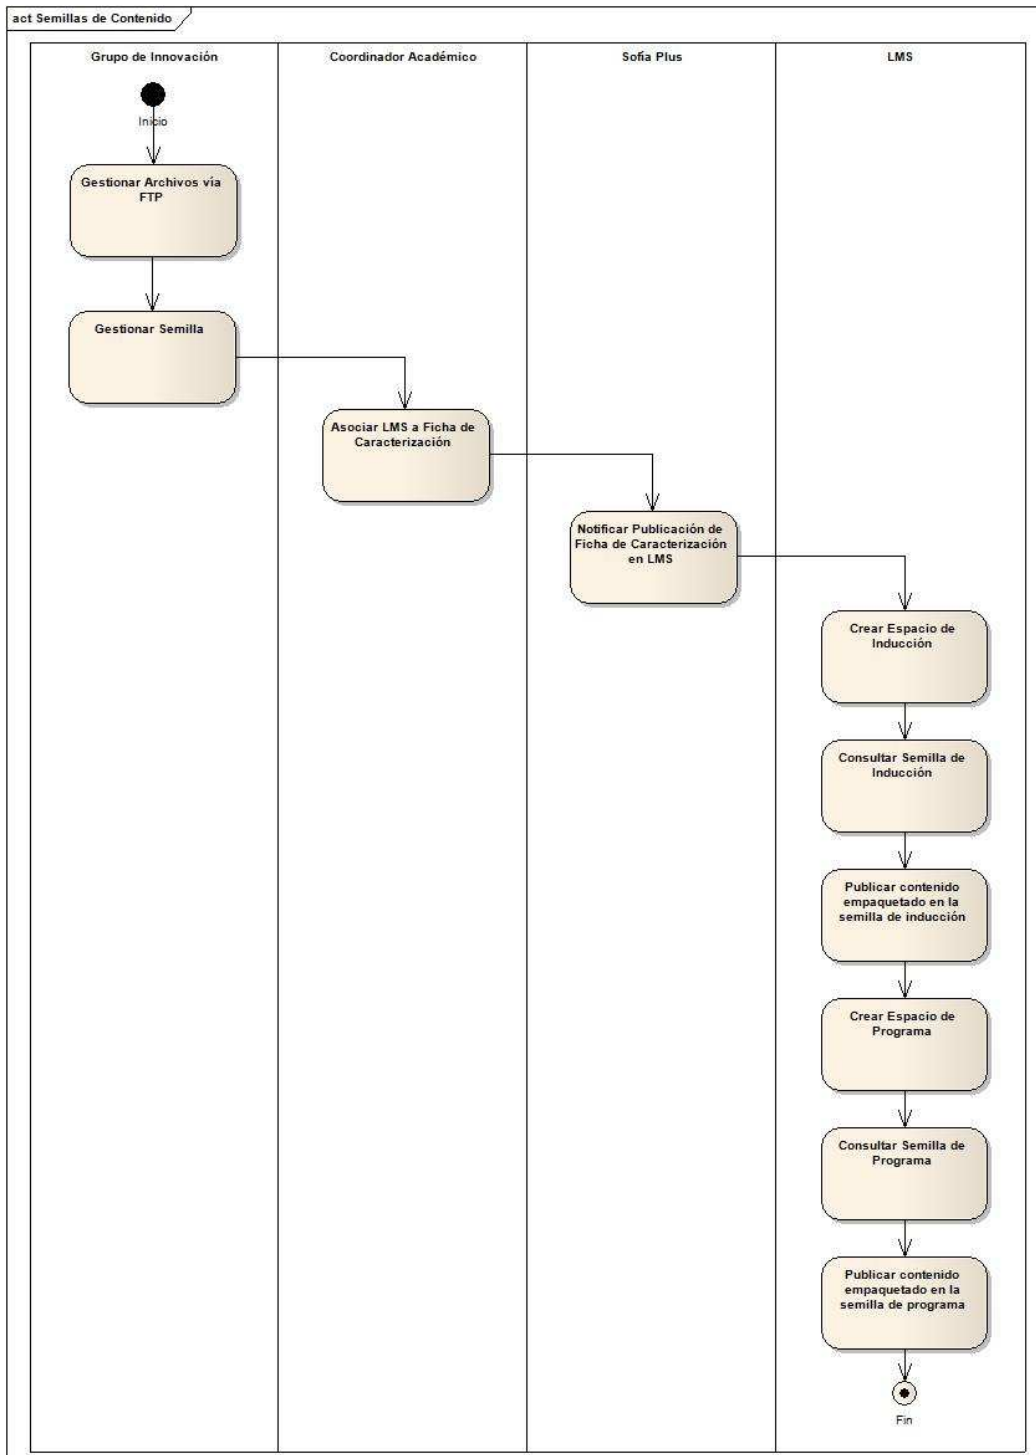 act Semillas de Contenido
Grupo de Innovación
Coordinador Académico
Sofía Plus
LMS
Inicio
Gestionar Archivos vía
FTP
Gestionar Semilla
Asociar LMS a Ficha de
Caracterización
Notificar Publicación de
Ficha de Caracterización
en LMS
Crear Espacio de
Inducción
Consultar Semilla de
Inducción
Publicar contenido
empaquetado en la
semilla de inducción
Crear Espacio de
Programa
Consultar Semilla de
Programa
Publicar contenido
empaquetado en la
semilla de programa
Fin